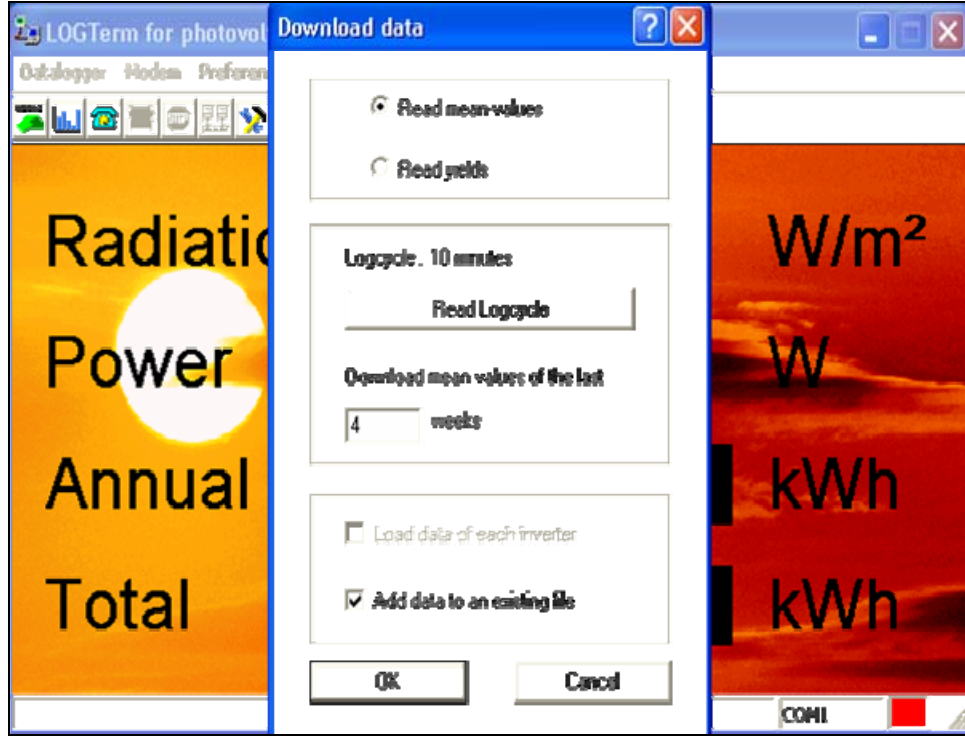 LOGTerm for photovol
Download data
Datalogger Modem Preferen
Read mean-values
Read yields
Radiatio
W/m²
Logcycle. 10 minutes
Read Logcycle
Power
W
Download mean values of the last
4 weeks
Annual
kWh
Load data of each inverter
Add data to an existing file
Total
kWh
OK
Cancel
COM1